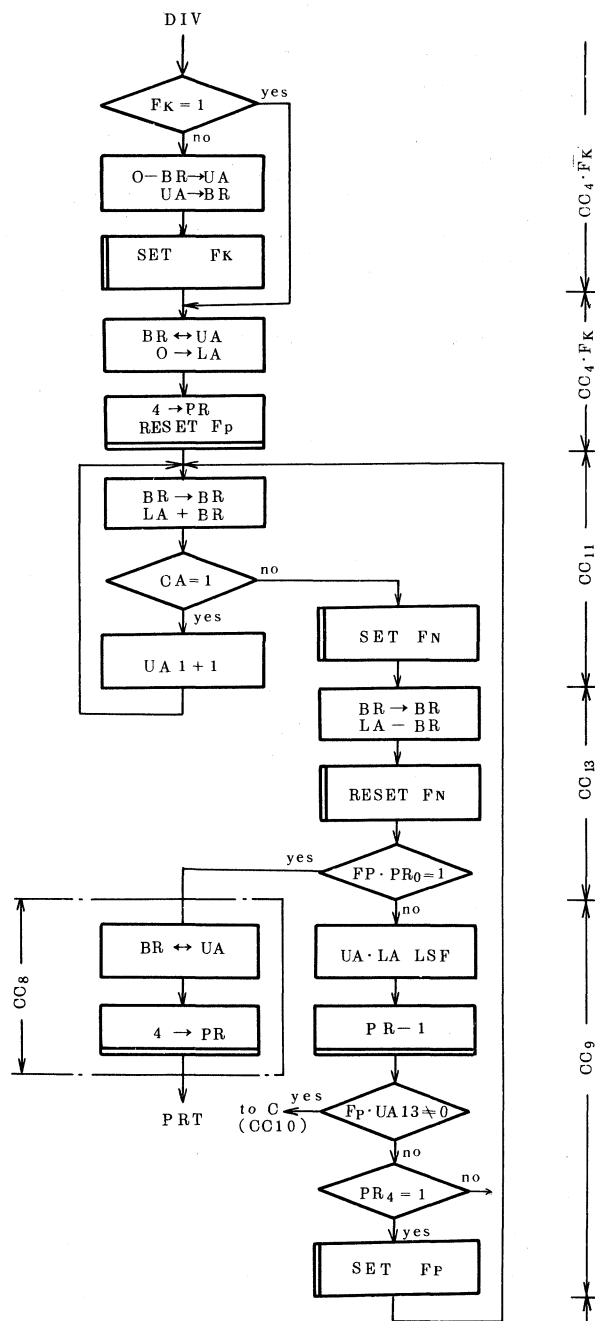 DIV
FK = 1
yes
no
O-BR→UA
UA→BR
SET FK
BR ↔ UA
O → LA
4 → PR
RESET FP
BR → BR
LA + BR
CA = 1
no
yes
UA 1 + 1
SET FN
BR → BR
LA - BR
RESET FN
yes
FP · PR0 = 1
no
BR ↔ UA
4 → PR
PRT
UA · LA LSF
PR - 1
yes
to C
(CC10)
FP · UA13 ≠ 0
no
PR4 = 1
no
yes
SET FP
CC8
CC4 · F̄K
CC4 · FK
CC11
CC13
CC9